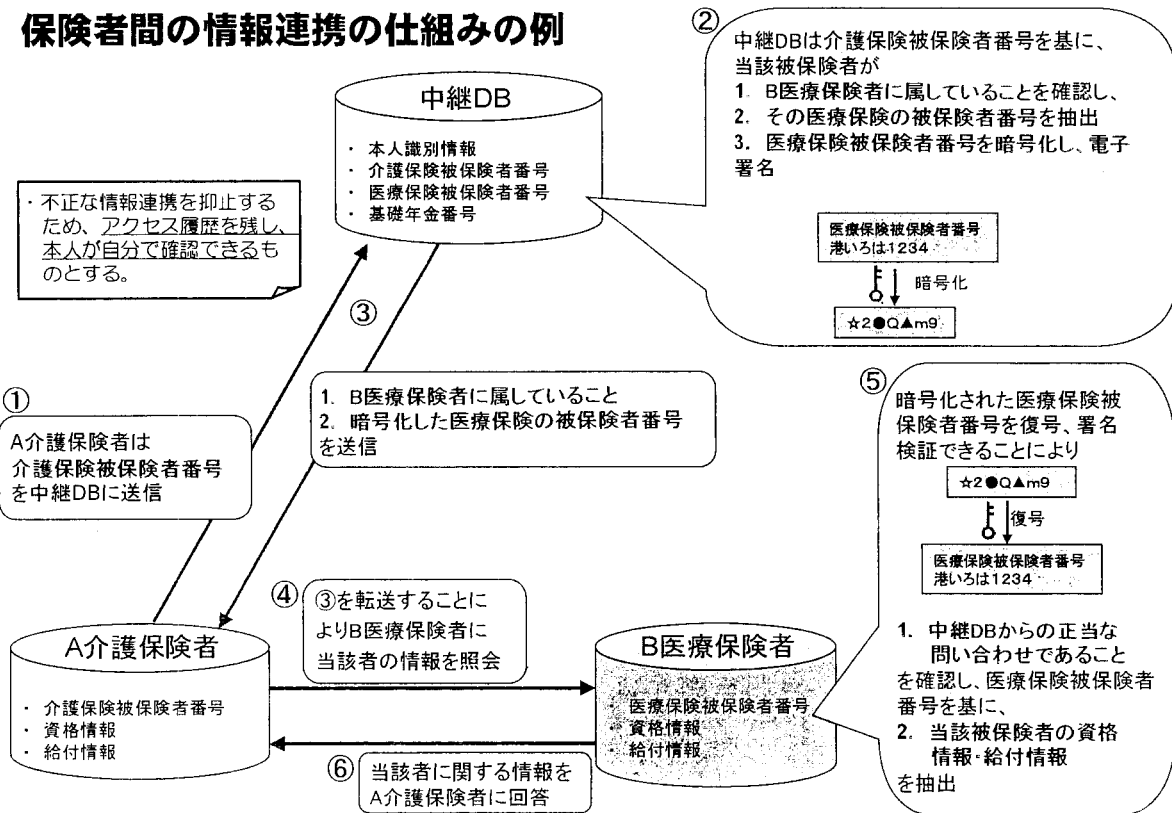 保険者間の情報連携の仕組みの例
②
中継DBは介護保険被保険者番号を基に、
当該被保険者が
1. B医療保険者に属していることを確認し、
2. その医療保険の被保険者番号を抽出
3. 医療保険被保険者番号を暗号化し、電子
署名
医療保険被保険者番号
港いろは1234
暗号化
☆2●Q▲m9
中継DB
・ 本人識別情報
・ 介護保険被保険者番号
・ 医療保険被保険者番号
・ 基礎年金番号
・不正な情報連携を抑止する
ため、アクセス履歴を残し、
本人が自分で確認できるも
のとする。
③
1. B医療保険者に属していること
2. 暗号化した医療保険の被保険者番号
を送信
①
A介護保険者は
介護保険被保険者番号
を中継DBに送信
⑤
暗号化された医療保険被
保険者番号を復号、署名
検証できることにより
☆2●Q▲m9
復号
医療保険被保険者番号
港いろは1234
1. 中継DBからの正当な
問い合わせであること
を確認し、医療保険被保険者
番号を基に、
2. 当該被保険者の資格
情報・給付情報
を抽出
④
③を転送することに
よりB医療保険者に
当該者の情報を照会
A介護保険者
・ 介護保険被保険者番号
・ 資格情報
・ 給付情報
B医療保険者
・ 医療保険被保険者番号
・ 資格情報
・ 給付情報
⑥
当該者に関する情報を
A介護保険者に回答